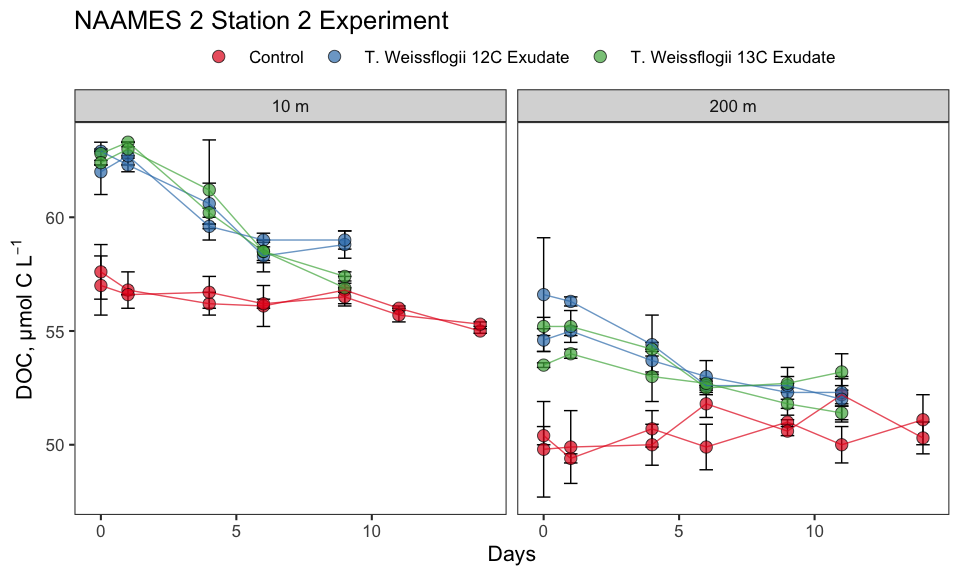 NAAMES 2 Station 2 Experiment
Control T. Weissflogii 12C Exudate T. Weissflogii 13C Exudate
10 m 200 m
60
55
50
DOC, μmol C L⁻¹
0 5 10 0 5 10
Days